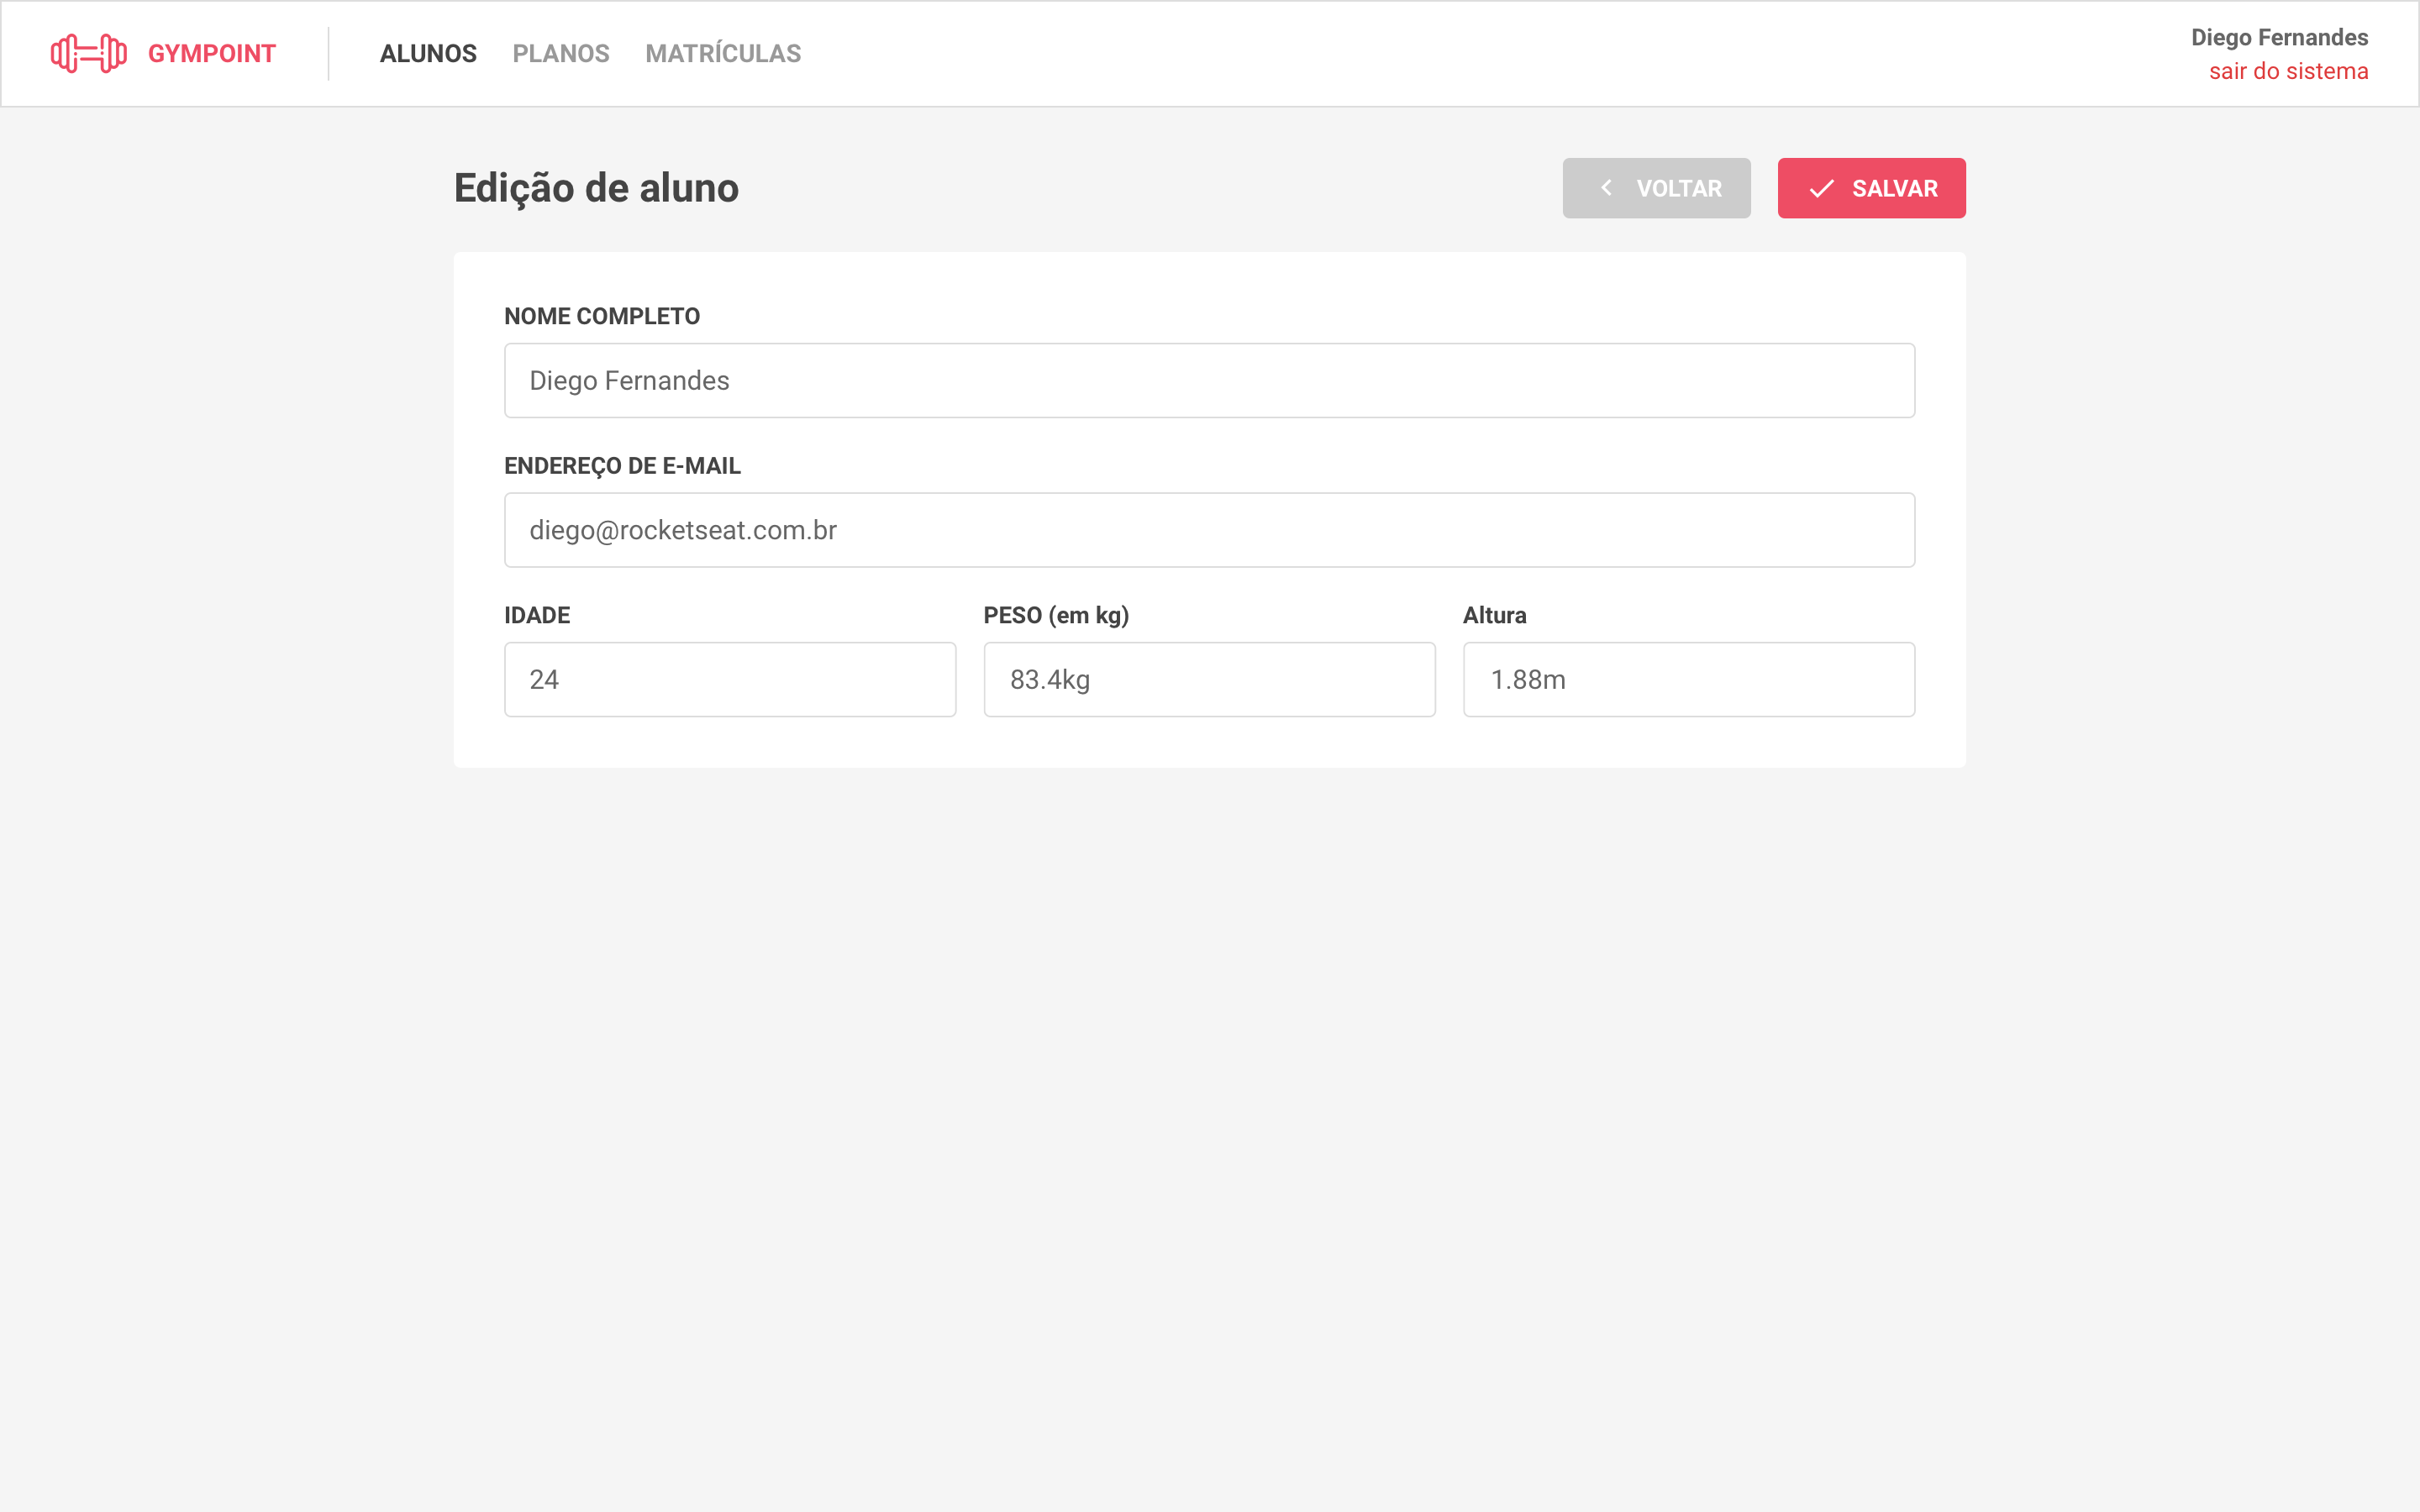 GYMPOINT ALUNOS PLANOS MATRÍCULAS
Diego Fernandes
sair do sistema
Edição de aluno
VOLTAR
SALVAR
NOME COMPLETO
Diego Fernandes
ENDEREÇO DE E-MAIL
diego@rocketseat.com.br
IDADE PESO (em kg) Altura
24 83.4kg 1.88m